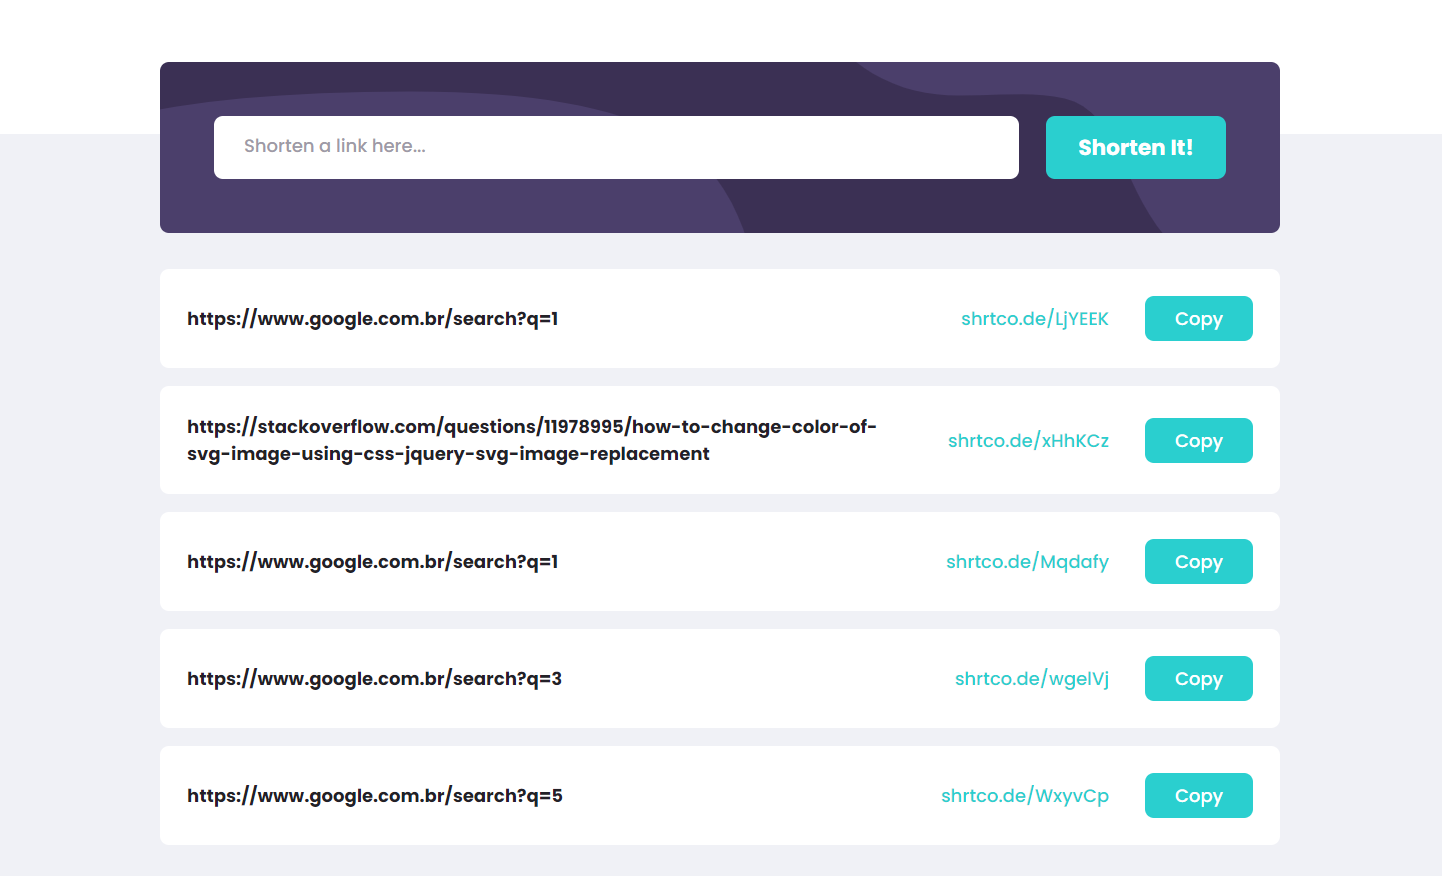 Shorten a link here...
Shorten It!
https://www.google.com.br/search?q=1
shrtco.de/LjYEEK
Copy
https://stackoverflow.com/questions/11978995/how-to-change-color-of-
svg-image-using-css-jquery-svg-image-replacement
shrtco.de/xHhKCz
Copy
https://www.google.com.br/search?q=1
shrtco.de/Mqdafy
Copy
https://www.google.com.br/search?q=3
shrtco.de/wgelVj
Copy
https://www.google.com.br/search?q=5
shrtco.de/WxyvCp
Copy